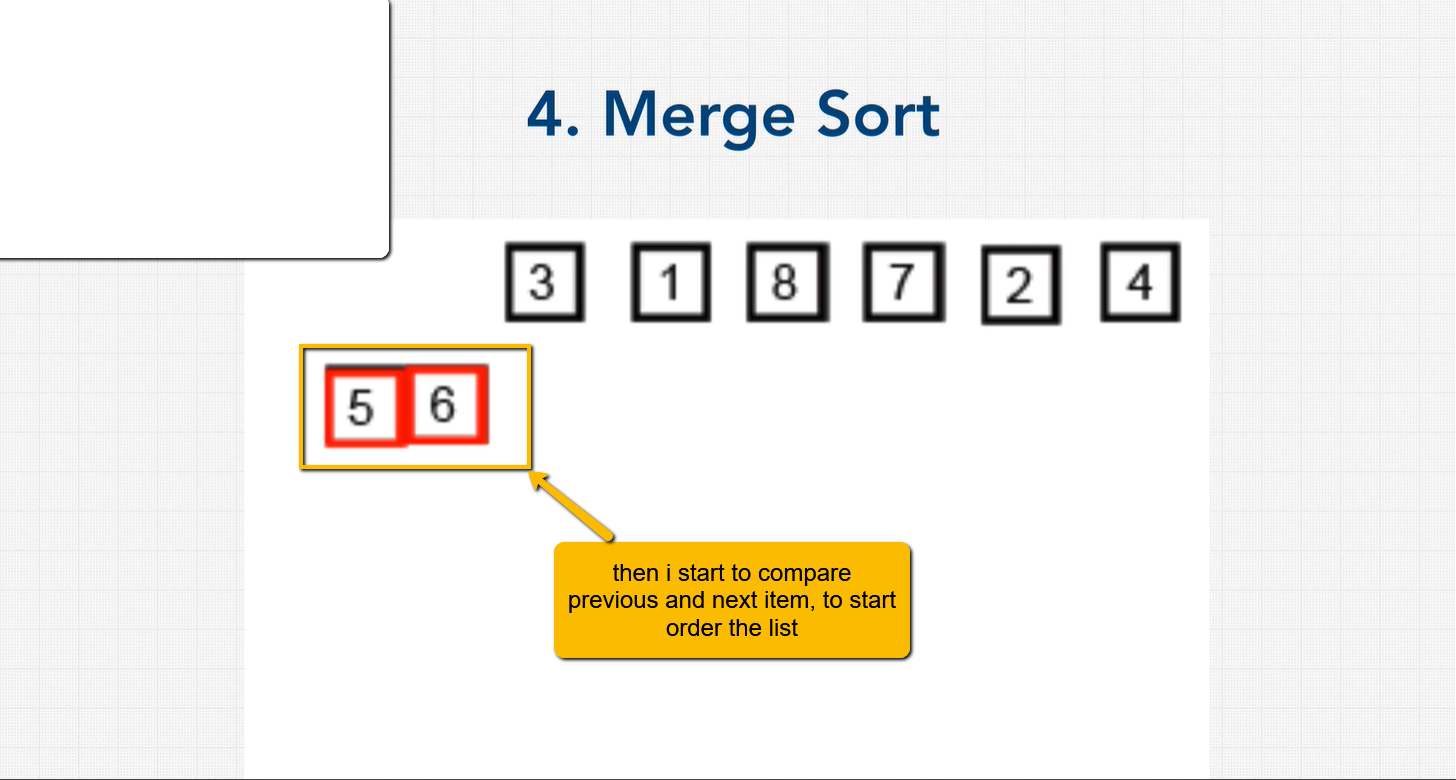 4. Merge Sort
3 1 8 7 2 4
5 6
then i start to compare
previous and next item, to start
order the list